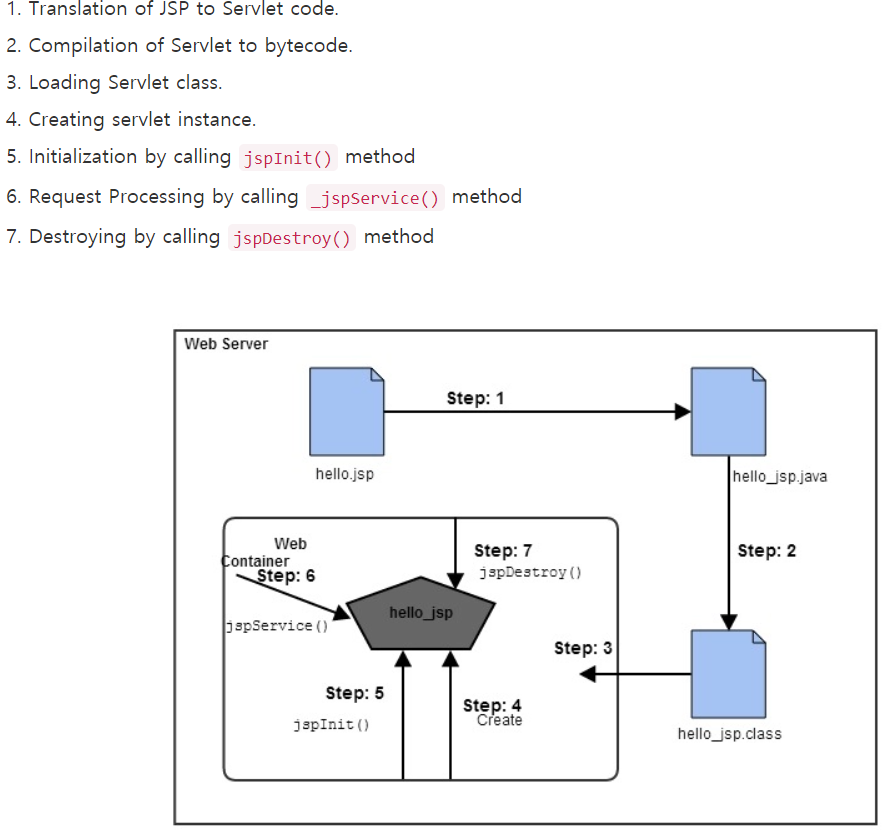 1. Translation of JSP to Servlet code.
2. Compilation of Servlet to bytecode.
3. Loading Servlet class.
4. Creating servlet instance.
5. Initialization by calling jspInit() method
6. Request Processing by calling _jspService() method
7. Destroying by calling jspDestroy() method
Web Server
Step: 1
hello.jsp
hello_jsp.java
Step: 2
Web
Container
Step: 6
jspService()
Step: 7
jspDestroy()
hello_jsp
Step: 3
Step: 5
jspInit()
Step: 4
Create
hello_jsp.class